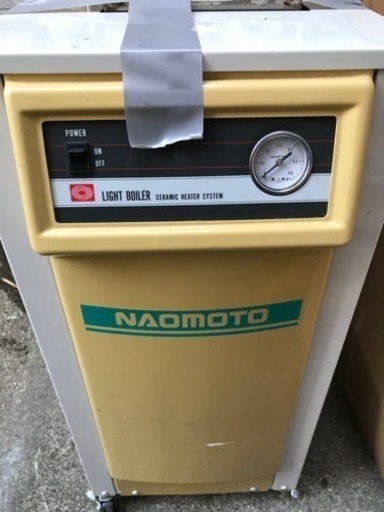 POWER
ON
OFF
LIGHT BOILER CERAMIC HEATER SYSTEM
NAOMOTO